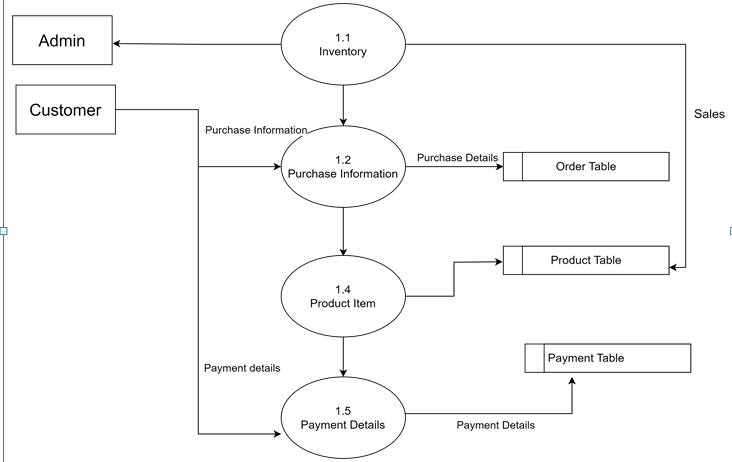 Admin
1.1
Inventory
Customer
Sales
Purchase Information
1.2
Purchase Information
Purchase Details
Order Table
Product Table
1.4
Product Item
Payment Table
Payment details
1.5
Payment Details
Payment Details